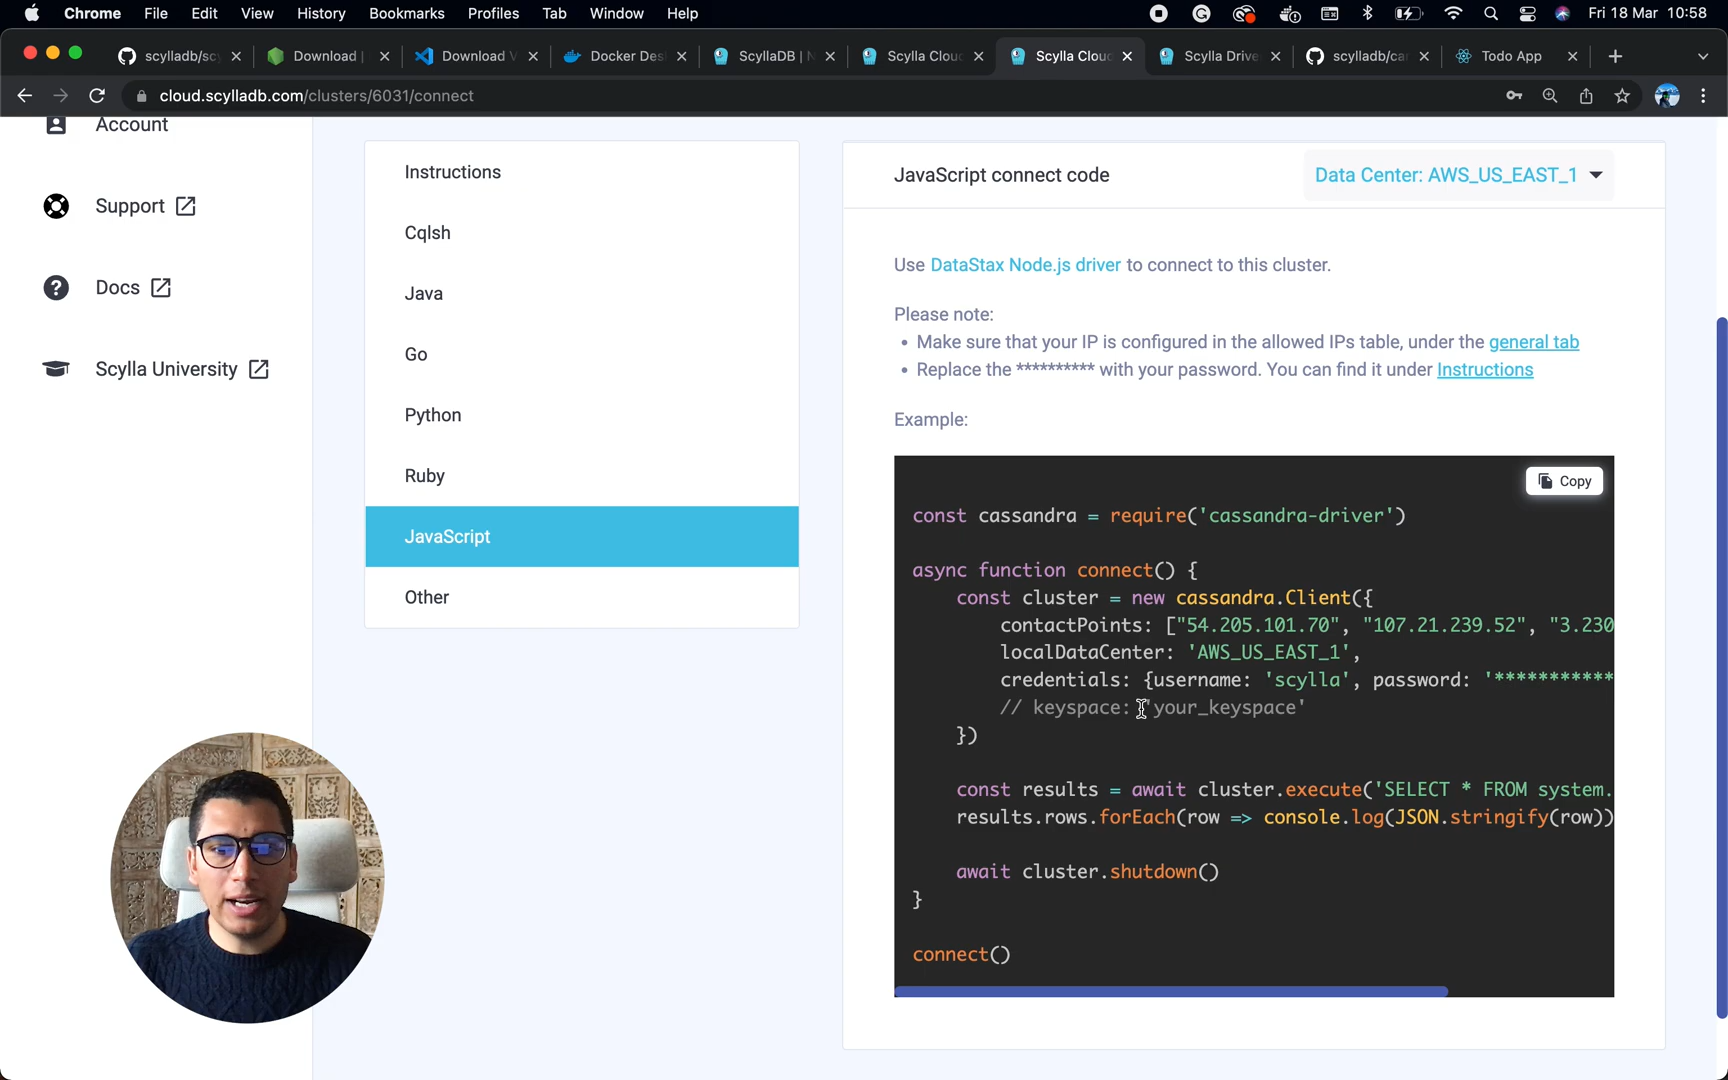 Chrome File Edit View History Bookmarks Profiles Tab Window Help Fri 18 Mar 10:58
scylladb/scy Download | Download V Docker Des ScyllaDB | N Scylla Clou Scylla Clou Scylla Drive scylladb/car Todo App
cloud.scylladb.com/clusters/6031/connect
Account
Support
Docs
Scylla University
Instructions
Cqlsh
Java
Go
Python
Ruby
JavaScript
Other
JavaScript connect code Data Center: AWS_US_EAST_1
Use DataStax Node.js driver to connect to this cluster.
Please note:
• Make sure that your IP is configured in the allowed IPs table, under the general tab
• Replace the ********** with your password. You can find it under Instructions
Example:
Copy
const cassandra = require('cassandra-driver')
async function connect() {
const cluster = new cassandra.Client({
contactPoints: ["54.205.101.70", "107.21.239.52", "3.230
localDataCenter: 'AWS_US_EAST_1',
credentials: {username: 'scylla', password: '***********
// keyspace: 'your_keyspace'
})
const results = await cluster.execute('SELECT * FROM system.
results.rows.forEach(row => console.log(JSON.stringify(row))
await cluster.shutdown()
}
connect()